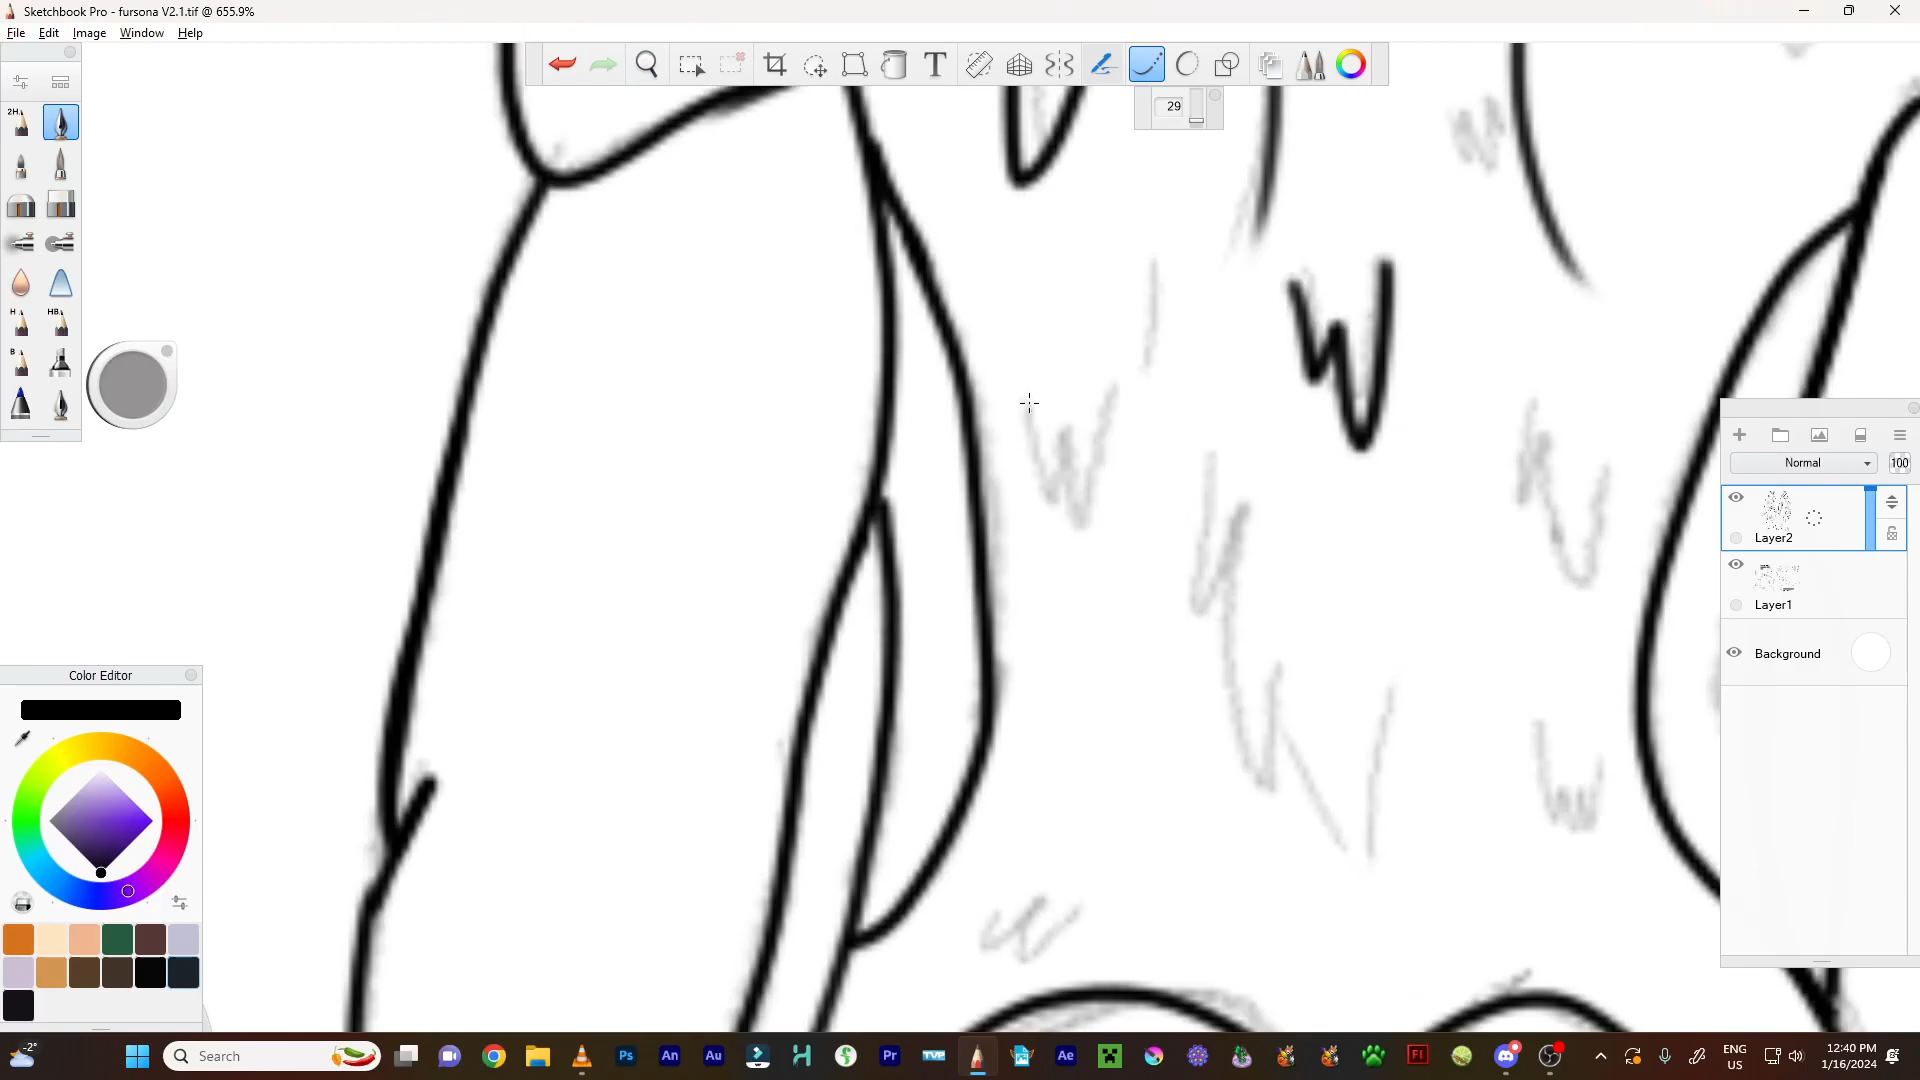 Sketchbook Pro - fursona V2.1.tif @ 655.9%
File Edit Image Window Help
T
29
2H
H HB
B
Normal 100
Layer2
Layer1
Background
Color Editor
-2°
Search
Ps An Au Pr TVP Ae Fl
ENG
US
12:40 PM
1/16/2024